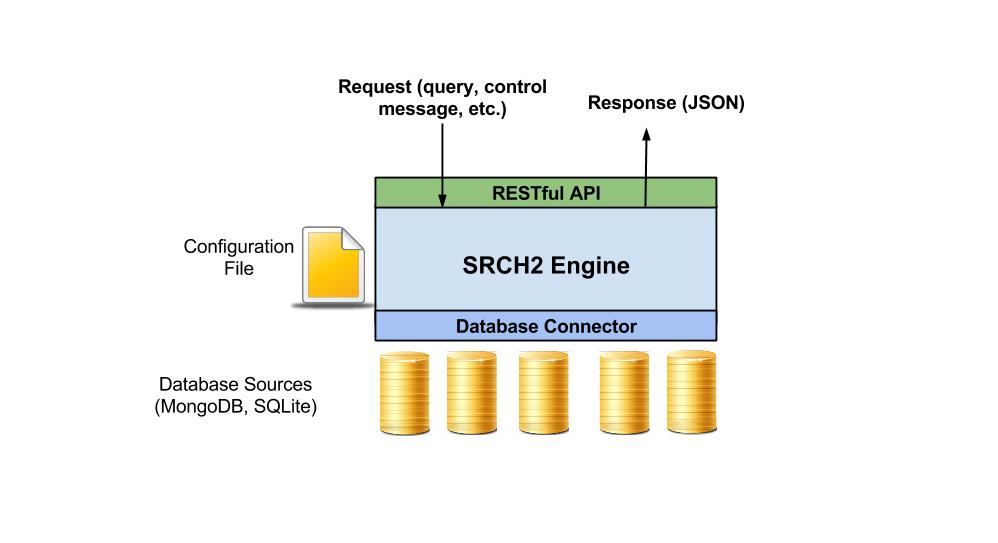 Request (query, control
message, etc.)
Response (JSON)
RESTful API
Configuration
File
SRCH2 Engine
Database Connector
Database Sources
(MongoDB, SQLite)